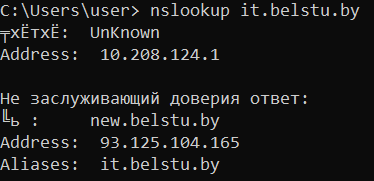 C:\Users\user> nslookup it.belstu.by
╤хЁтхЁ:  UnKnown
Address:  10.208.124.1
Не заслуживающий доверия ответ:
╚ь :     new.belstu.by
Address:  93.125.104.165
Aliases:  it.belstu.by